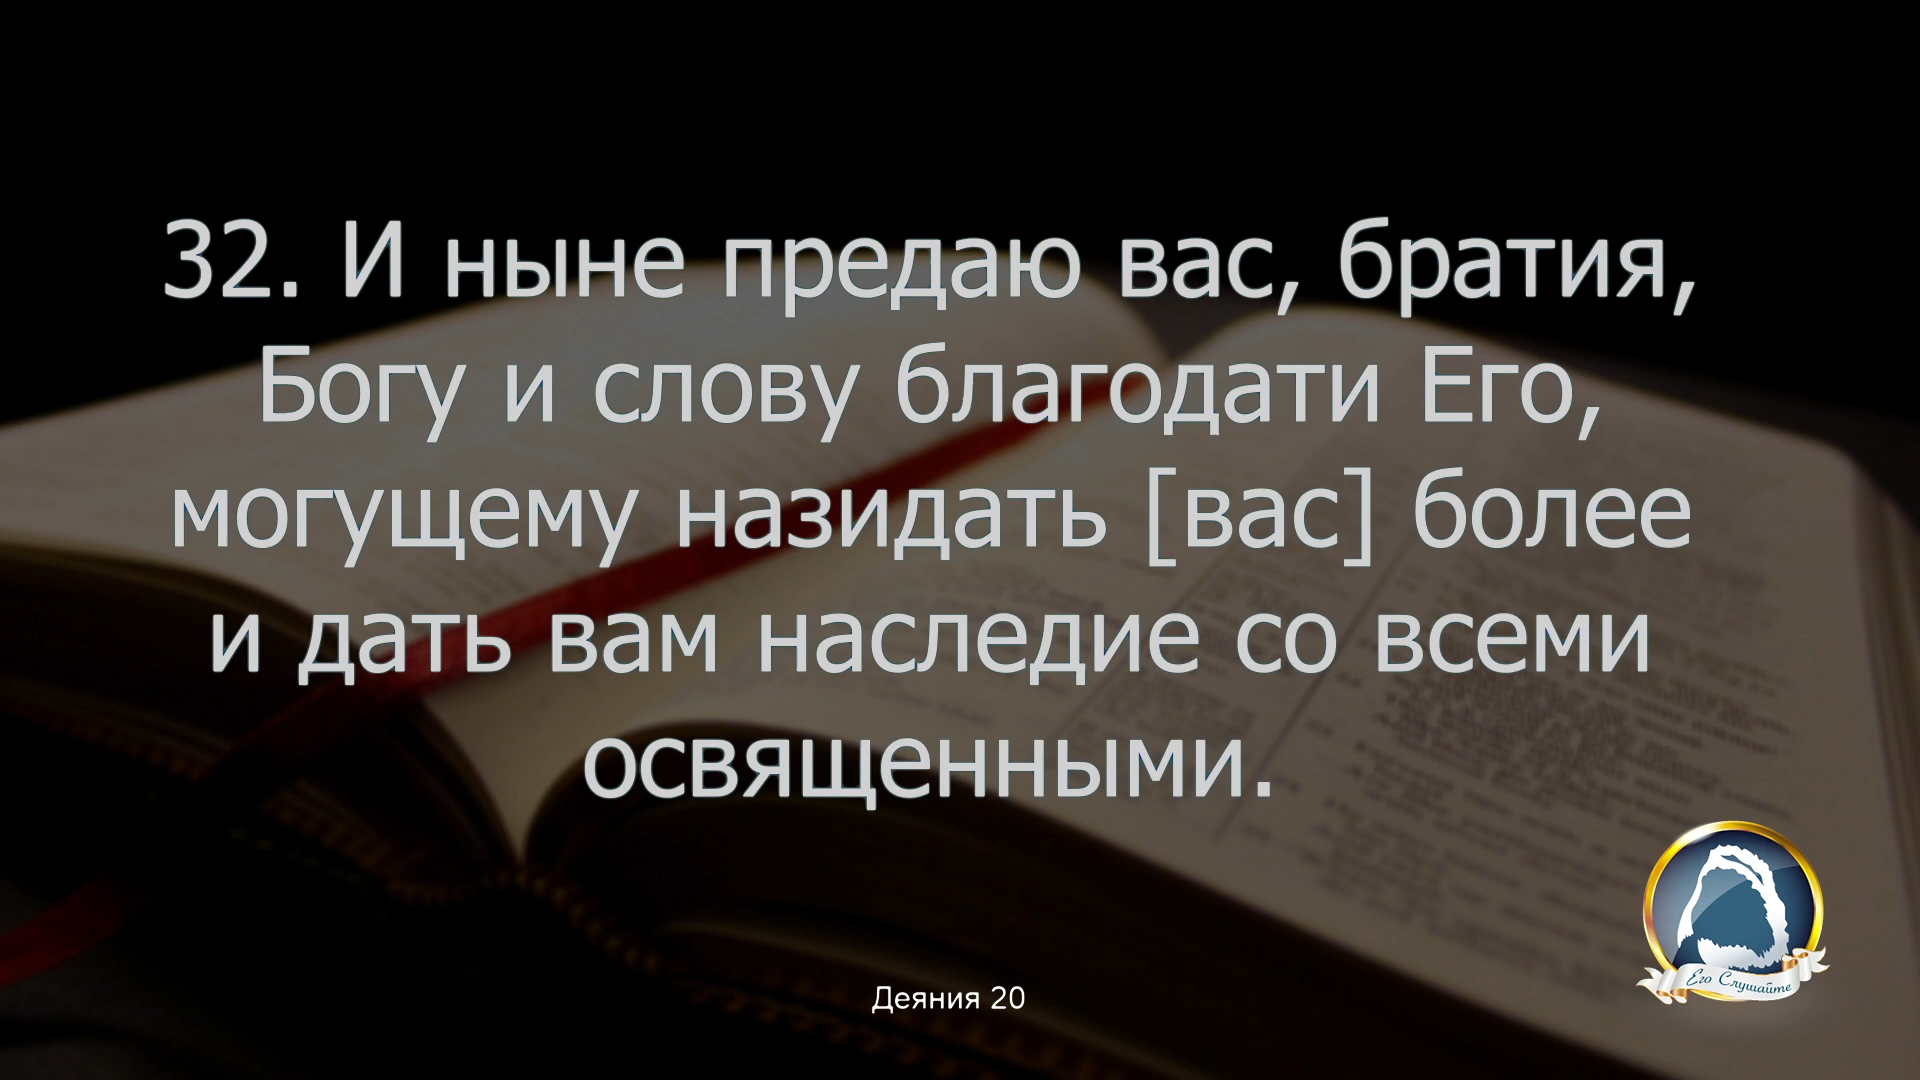 32. И ныне предаю вас, братия,
Богу и слову благодати Его,
могущему назидать [вас] более
и дать вам наследие со всеми
освященными.
Его Слушайте
Деяния 20